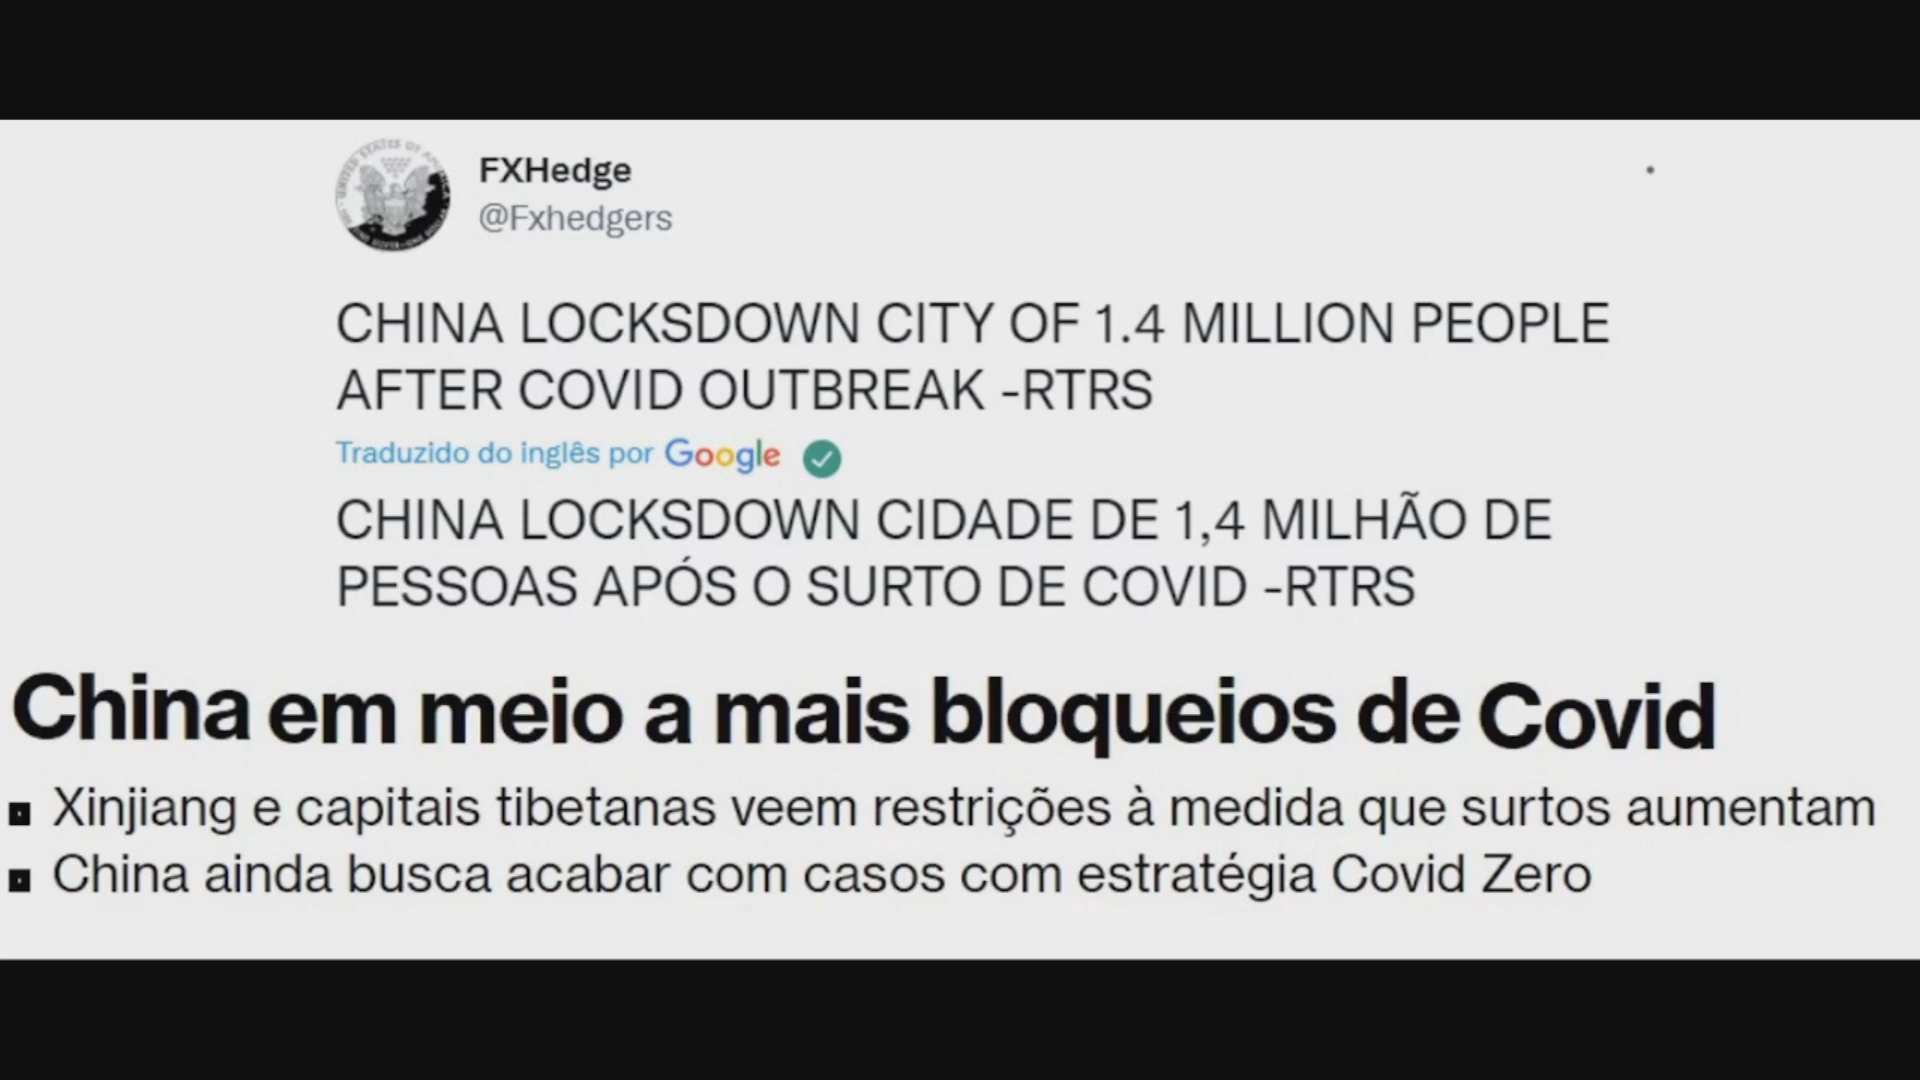 FXHedge
@Fxhedgers
CHINA LOCKSDOWN CITY OF 1.4 MILLION PEOPLE
AFTER COVID OUTBREAK -RTRS
Traduzido do inglês por Google
CHINA LOCKSDOWN CIDADE DE 1,4 MILHÃO DE
PESSOAS APÓS O SURTO DE COVID -RTRS
China em meio a mais bloqueios de Covid
Xinjiang e capitais tibetanas veem restrições à medida que surtos aumentam
China ainda busca acabar com casos com estratégia Covid Zero